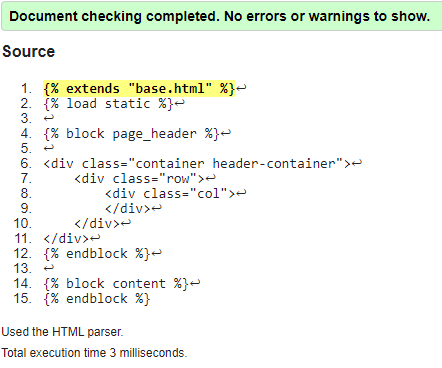 Document checking completed. No errors or warnings to show.
Source
1. {% extends "base.html" %}↩
2. {% load static %}↩
3. ↩
4. {% block page_header %}↩
5. ↩
6. <div class="container header-container">↩
7.     <div class="row">↩
8.         <div class="col">↩
9.         </div>↩
10.     </div>↩
11. </div>↩
12. {% endblock %}↩
13. ↩
14. {% block content %}↩
15. {% endblock %}
Used the HTML parser.
Total execution time 3 milliseconds.